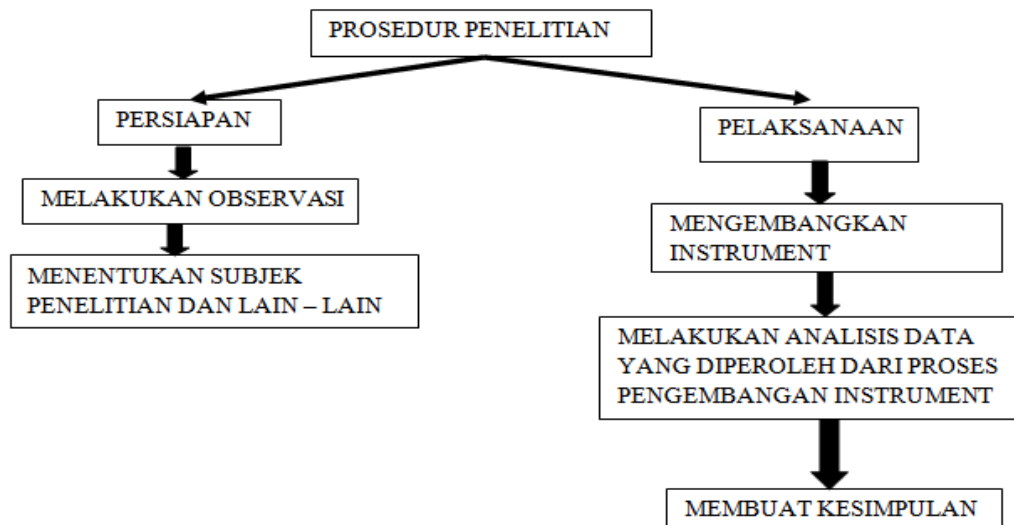 PROSEDUR PENELITIAN
PERSIAPAN
MELAKUKAN OBSERVASI
MENENTUKAN SUBJEK
PENELITIAN DAN LAIN – LAIN
PELAKSANAAN
MENGEMBANGKAN
INSTRUMENT
MELAKUKAN ANALISIS DATA
YANG DIPEROLEH DARI PROSES
PENGEMBANGAN INSTRUMENT
MEMBUAT KESIMPULAN